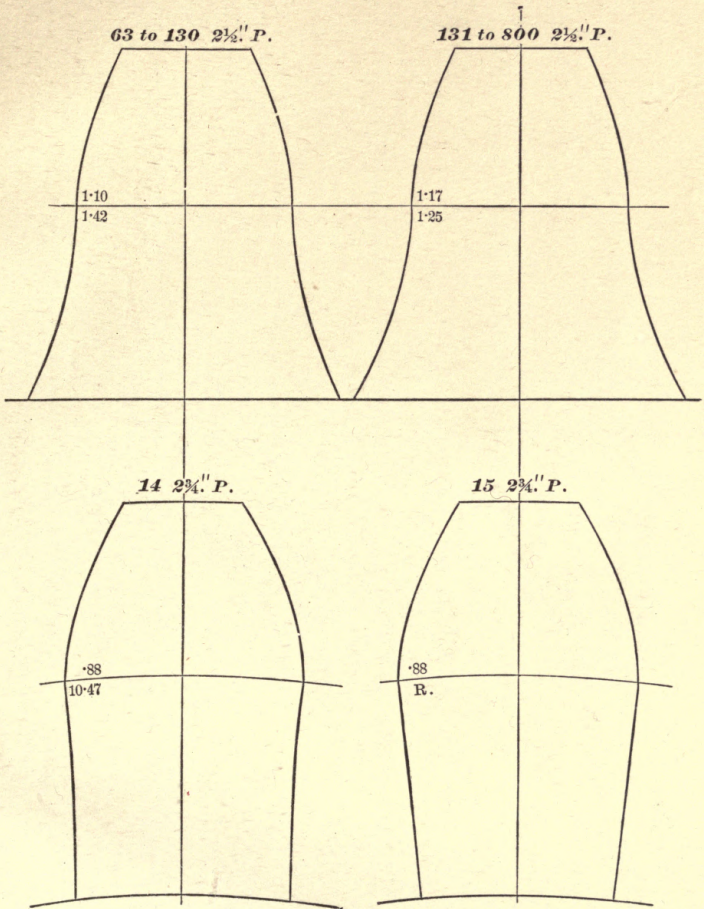 63 to 130 2½." P.
131 to 800 2½." P.
1·10
1·42
1·17
1·25
14 2¾." P.
15 2¾." P.
·88
10·47
·88
R.